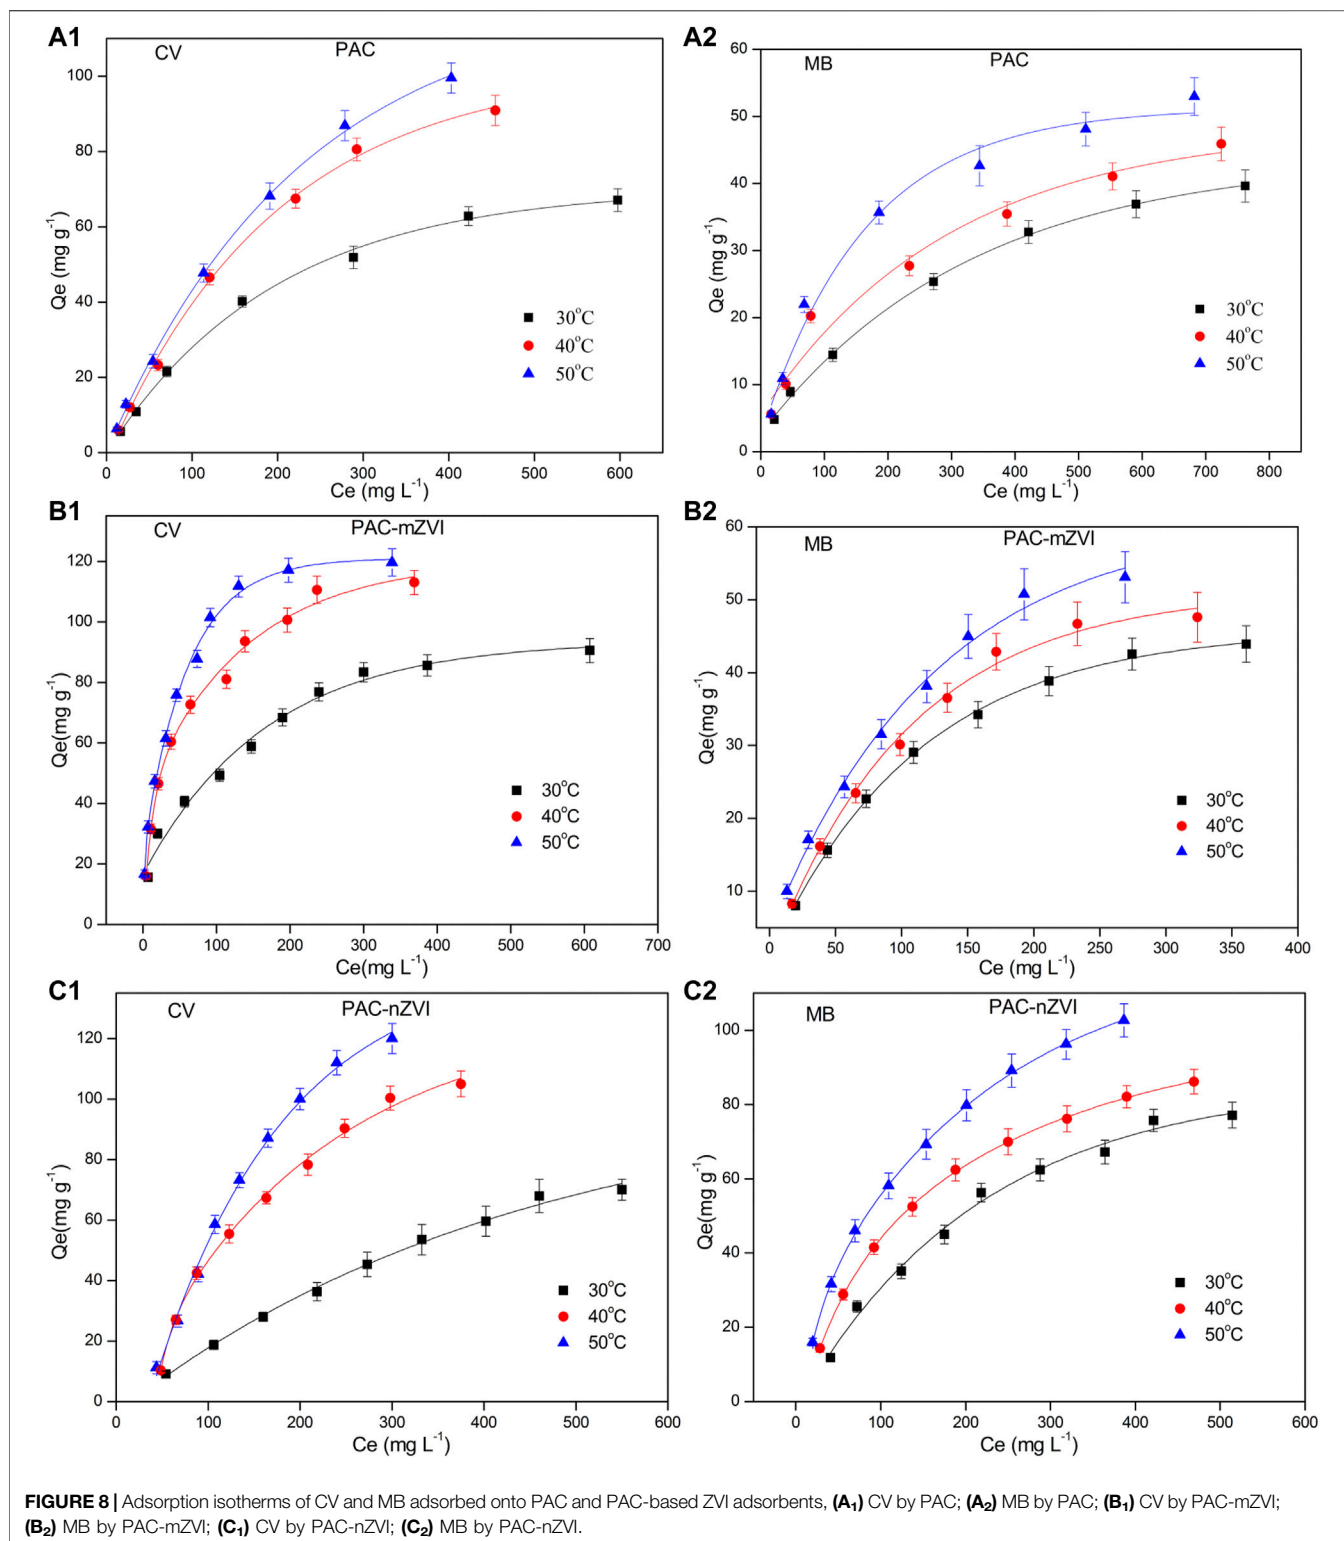 A1
CV
PAC
100
80
60
40
20
0
Qe (mg g⁻¹)
30°C
40°C
50°C
0 100 200 300 400 500 600
Ce (mg L⁻¹)
A2
MB
PAC
60
50
40
30
20
10
0
Qe (mg g⁻¹)
30°C
40°C
50°C
0 100 200 300 400 500 600 700 800
Ce (mg L⁻¹)
B1
CV
PAC-mZVI
120
100
80
60
40
20
0
Qe(mg g⁻¹)
30°C
40°C
50°C
0 100 200 300 400 500 600 700
Ce(mg L⁻¹)
B2
MB
PAC-mZVI
60
50
40
30
20
10
Qe(mg g⁻¹)
30°C
40°C
50°C
0 50 100 150 200 250 300 350 400
Ce (mg L⁻¹)
C1
CV
PAC-nZVI
120
100
80
60
40
20
0
Qe(mg g⁻¹)
30°C
40°C
50°C
0 100 200 300 400 500 600
Ce (mg L⁻¹)
C2
MB
PAC-nZVI
100
80
60
40
20
0
Qe(mg g⁻¹)
30°C
40°C
50°C
0 100 200 300 400 500 600
Ce (mg L⁻¹)
FIGURE 8 | Adsorption isotherms of CV and MB adsorbed onto PAC and PAC-based ZVI adsorbents, (A₁) CV by PAC; (A₂) MB by PAC; (B₁) CV by PAC-mZVI;
(B₂) MB by PAC-mZVI; (C₁) CV by PAC-nZVI; (C₂) MB by PAC-nZVI.